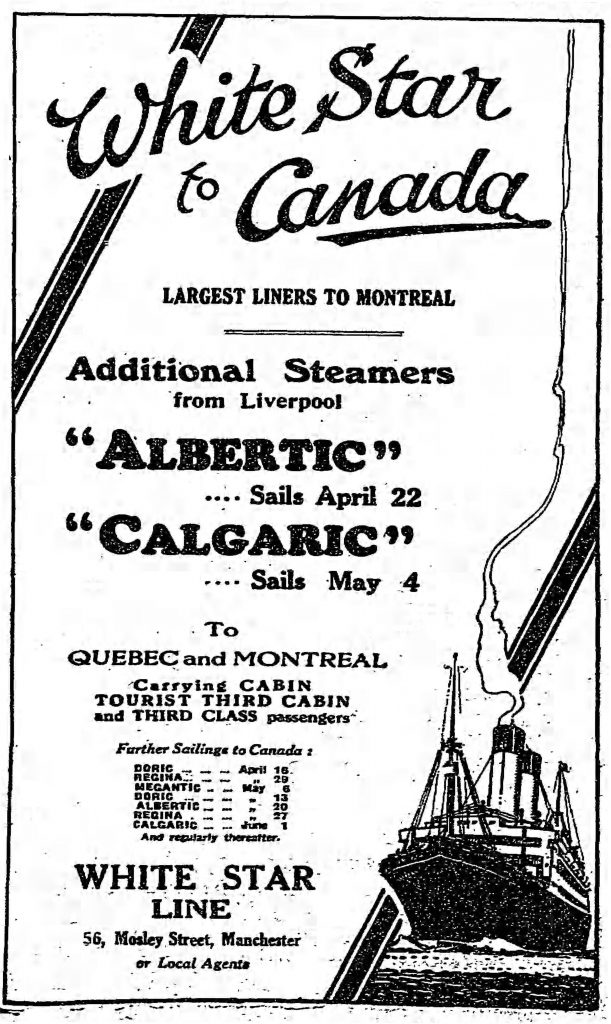 White Star
to Canada
LARGEST LINERS TO MONTREAL
Additional Steamers
from Liverpool
"ALBERTIC"
.... Sails April 22
"CALGARIC"
.... Sails May 4
To
QUEBEC and MONTREAL
Carrying CABIN
TOURIST THIRD CABIN
and THIRD CLASS passengers
Further Sailings to Canada :
DORIC ... ... ... April 15
REGINA ... ... ... „ 29
MEGANTIC ... ... May 6
DORIC ... ... ... „ 13
ALBERTIC ... ... „ 20
REGINA ... ... ... „ 27
CALGARIC ... ... June 1
And regularly thereafter.
WHITE STAR
LINE
56, Mosley Street, Manchester
or Local Agents